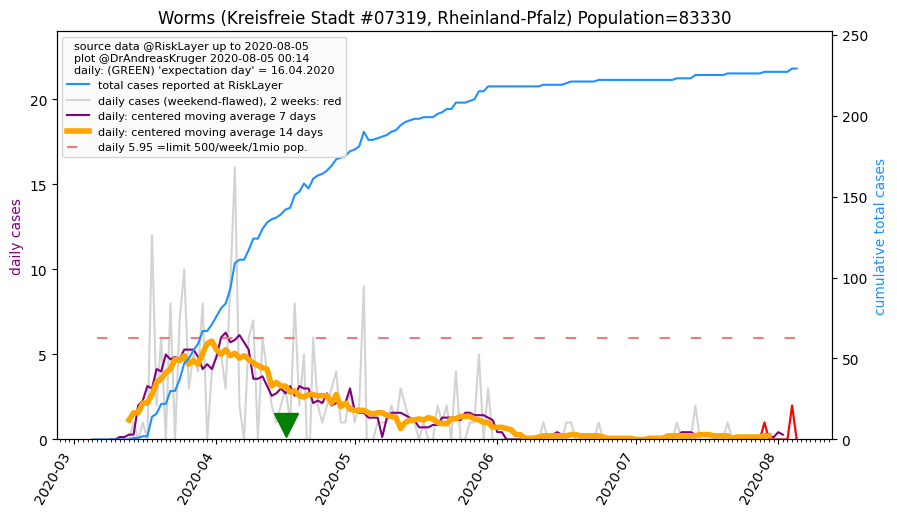 Worms (Kreisfreie Stadt #07319, Rheinland-Pfalz) Population=83330
source data @RiskLayer up to 2020-08-05
plot @DrAndreasKruger 2020-08-05 00:14
daily: (GREEN) 'expectation day' = 16.04.2020
total cases reported at RiskLayer
daily cases (weekend-flawed), 2 weeks: red
daily: centered moving average 7 days
daily: centered moving average 14 days
daily 5.95 =limit 500/week/1mio pop.
daily cases
20
15
10
5
0
250
200
150
100
50
0
cumulative total cases
2020-03
2020-04
2020-05
2020-06
2020-07
2020-08